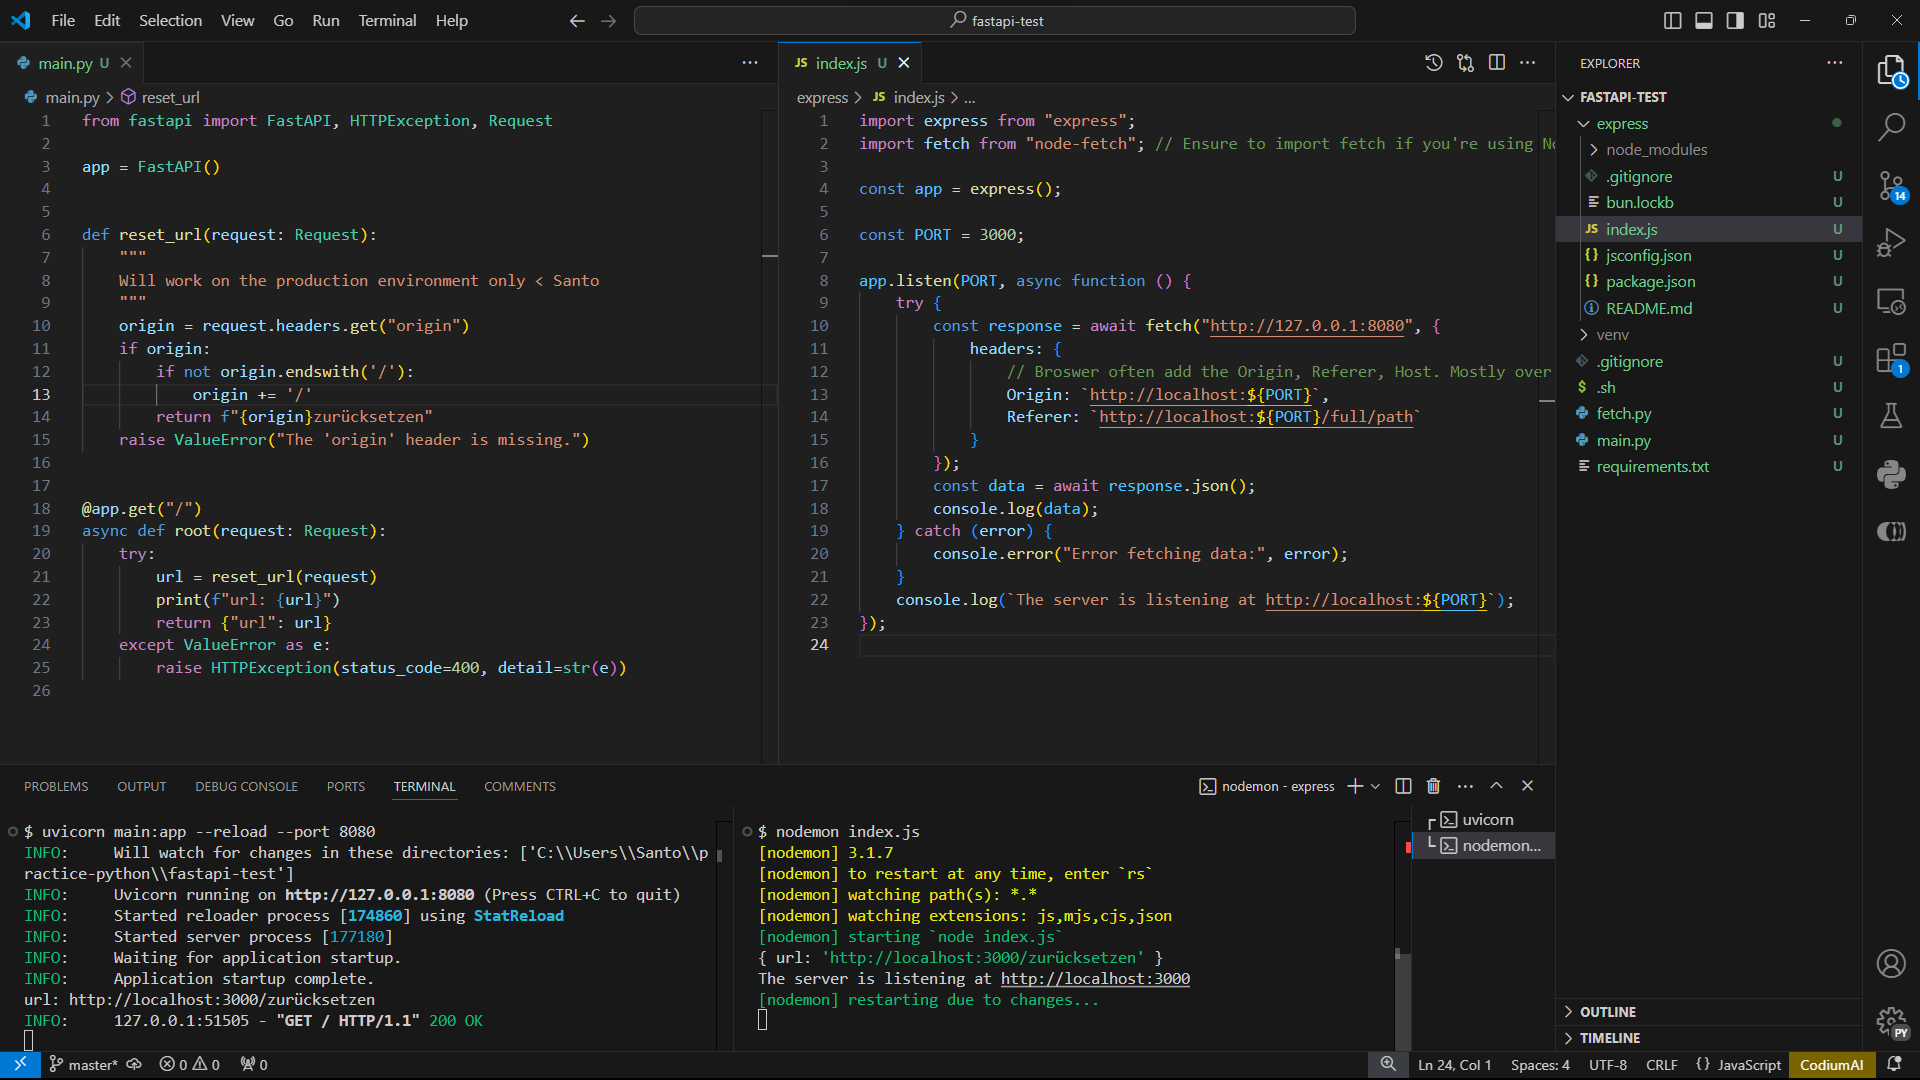 File Edit Selection View Go Run Terminal Help
fastapi-test
main.py U
main.py > reset_url
1 from fastapi import FastAPI, HTTPException, Request
2
3 app = FastAPI()
4
5
6 def reset_url(request: Request):
7 """
8 Will work on the production environment only < Santo
9 """
10 origin = request.headers.get("origin")
11 if origin:
12 if not origin.endswith('/'):
13 origin += '/'
14 return f"{origin}zurücksetzen"
15 raise ValueError("The 'origin' header is missing.")
16
17
18 @app.get("/")
19 async def root(request: Request):
20 try:
21 url = reset_url(request)
22 print(f"url: {url}")
23 return {"url": url}
24 except ValueError as e:
25 raise HTTPException(status_code=400, detail=str(e))
26
JS index.js U
express > JS index.js > ...
1 import express from "express";
2 import fetch from "node-fetch"; // Ensure to import fetch if you're using No
3
4 const app = express();
5
6 const PORT = 3000;
7
8 app.listen(PORT, async function () {
9 try {
10 const response = await fetch("http://127.0.0.1:8080", {
11 headers: {
12 // Broswer often add the Origin, Referer, Host. Mostly over
13 Origin: `http://localhost:${PORT}`,
14 Referer: `http://localhost:${PORT}/full/path`
15 }
16 });
17 const data = await response.json();
18 console.log(data);
19 } catch (error) {
20 console.error("Error fetching data:", error);
21 }
22 console.log(`The server is listening at http://localhost:${PORT}`);
23 });
24
EXPLORER
FASTAPI-TEST
express
node_modules
.gitignore U
bun.lockb U
JS index.js U
{} jsconfig.json U
{} package.json U
README.md U
venv
.gitignore U
$ .sh U
fetch.py U
main.py U
requirements.txt U
OUTLINE
TIMELINE
14
1
PY
PROBLEMS OUTPUT DEBUG CONSOLE PORTS TERMINAL COMMENTS
nodemon - express
$ uvicorn main:app --reload --port 8080
INFO: Will watch for changes in these directories: ['C:\\Users\\Santo\\p
ractice-python\\fastapi-test']
INFO: Uvicorn running on http://127.0.0.1:8080 (Press CTRL+C to quit)
INFO: Started reloader process [174860] using StatReload
INFO: Started server process [177180]
INFO: Waiting for application startup.
INFO: Application startup complete.
url: http://localhost:3000/zurücksetzen
INFO: 127.0.0.1:51505 - "GET / HTTP/1.1" 200 OK
$ nodemon index.js
[nodemon] 3.1.7
[nodemon] to restart at any time, enter `rs`
[nodemon] watching path(s): *.*
[nodemon] watching extensions: js,mjs,cjs,json
[nodemon] starting `node index.js`
{ url: 'http://localhost:3000/zurücksetzen' }
The server is listening at http://localhost:3000
[nodemon] restarting due to changes...
uvicorn
nodemon...
master* 0 0 0
Ln 24, Col 1 Spaces: 4 UTF-8 CRLF {} JavaScript CodiumAI